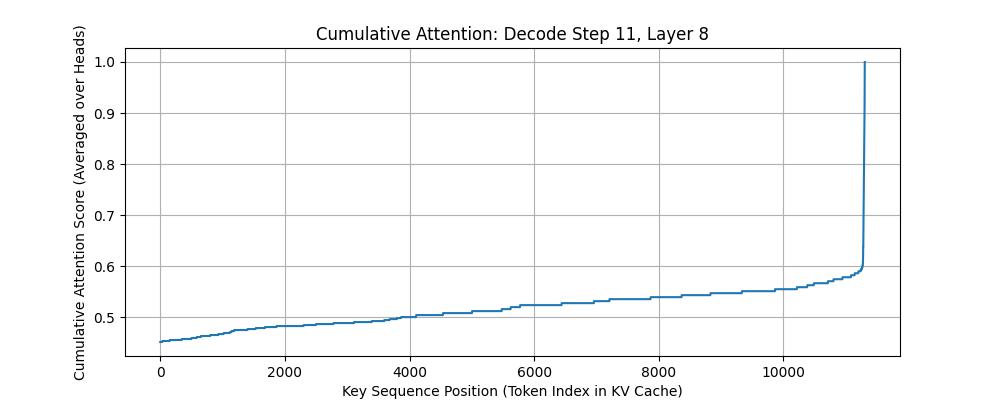 Cumulative Attention: Decode Step 11, Layer 8
Cumulative Attention Score (Averaged over Heads)
1.0
0.9
0.8
0.7
0.6
0.5
0 2000 4000 6000 8000 10000
Key Sequence Position (Token Index in KV Cache)